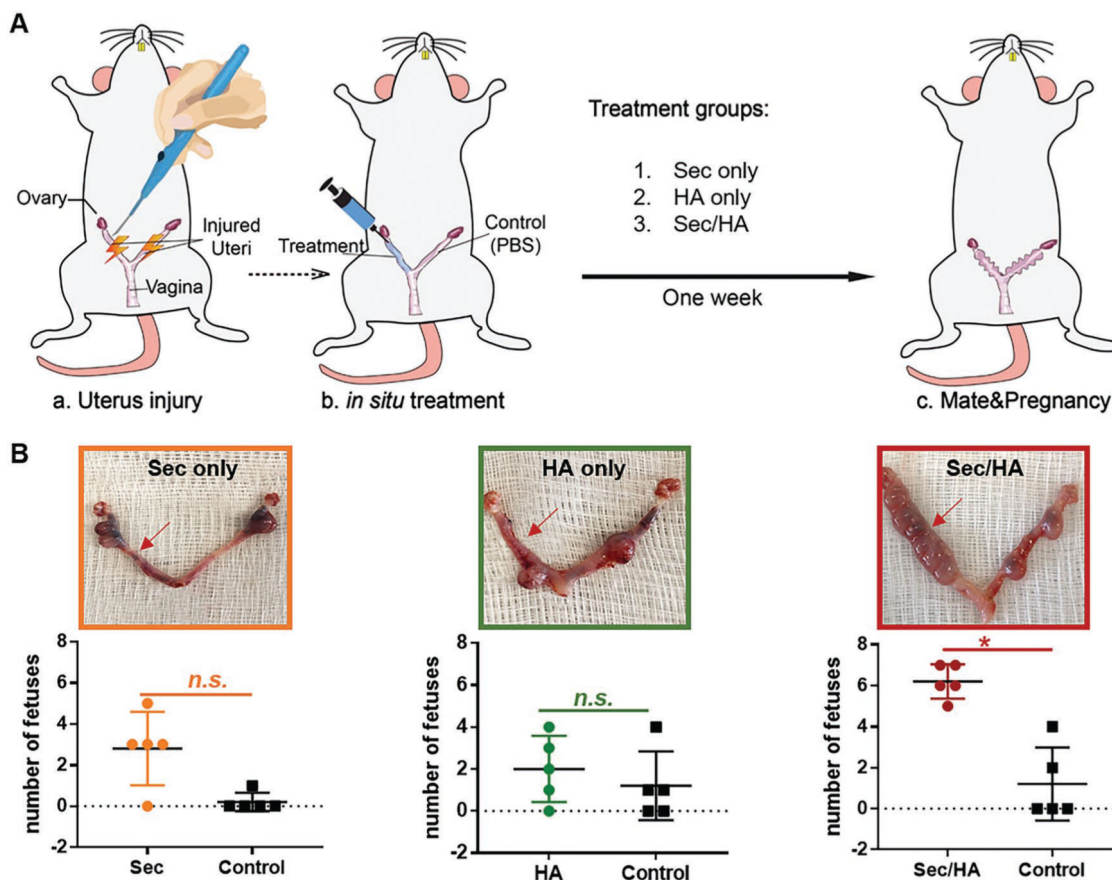 A
Ovary
Injured
Uteri
Vagina
a. Uterus injury
Treatment
Control
(PBS)
b. in situ treatment
Treatment groups:
1. Sec only
2. HA only
3. Sec/HA
One week
c. Mate&Pregnancy
B
Sec only
number of fetuses
8
6
4
2
0
-2
n.s.
Sec
Control
HA only
number of fetuses
8
6
4
2
0
-2
n.s.
HA
Control
Sec/HA
number of fetuses
8
6
4
2
0
-2
*
Sec/HA
Control